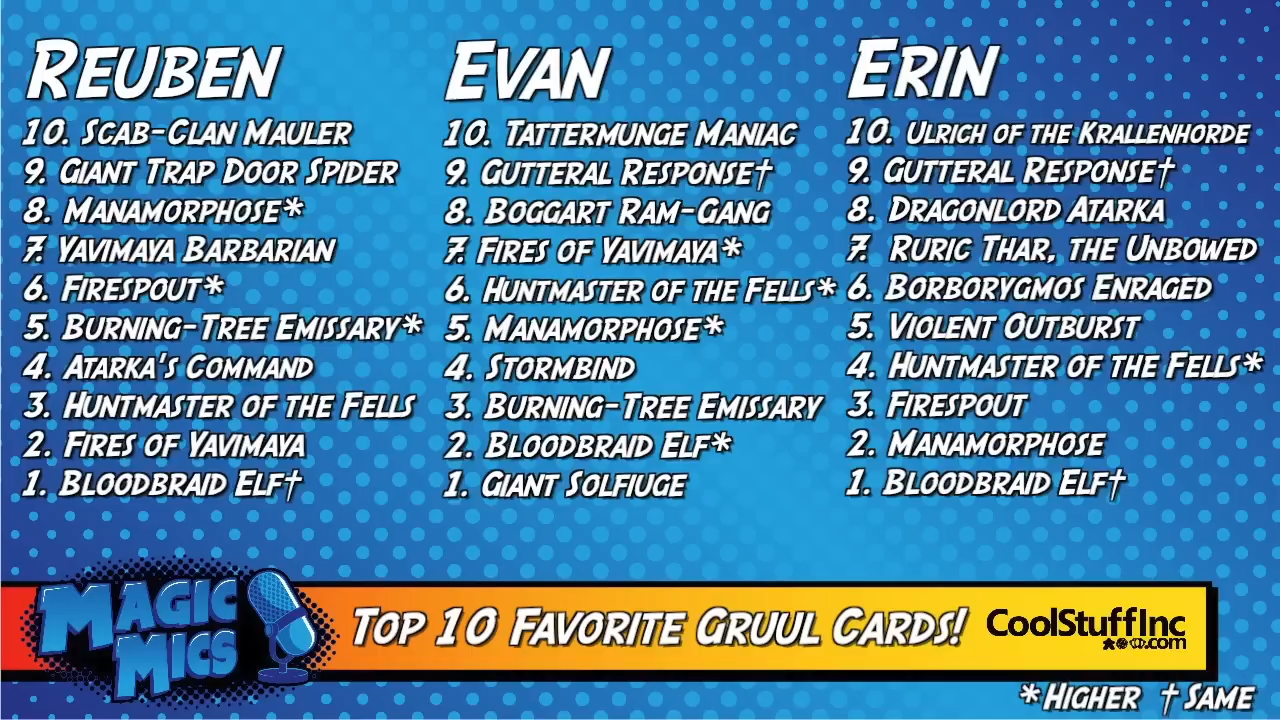 Reuben
10. Scab-Clan Mauler
9. Giant Trap Door Spider
8. Manamorphose*
7. Yavimaya Barbarian
6. Firespout*
5. Burning-Tree Emissary*
4. Atarka's Command
3. Huntmaster of the Fells
2. Fires of Yavimaya
1. Bloodbraid Elf†
Evan
10. Tattermunge Maniac
9. Gutteral Response†
8. Boggart Ram-Gang
7. Fires of Yavimaya*
6. Huntmaster of the Fells*
5. Manamorphose*
4. Stormbind
3. Burning-Tree Emissary
2. Bloodbraid Elf*
1. Giant Solfiuge
Erin
10. Ulrich of the Krallenhorde
9. Gutteral Response†
8. Dragonlord Atarka
7. Ruric Thar, the Unbowed
6. Borborygmos Enraged
5. Violent Outburst
4. Huntmaster of the Fells*
3. Firespout
2. Manamorphose
1. Bloodbraid Elf†
Magic
Mics
Top 10 Favorite Gruul Cards!
CoolStuffInc
.com
*Higher †Same